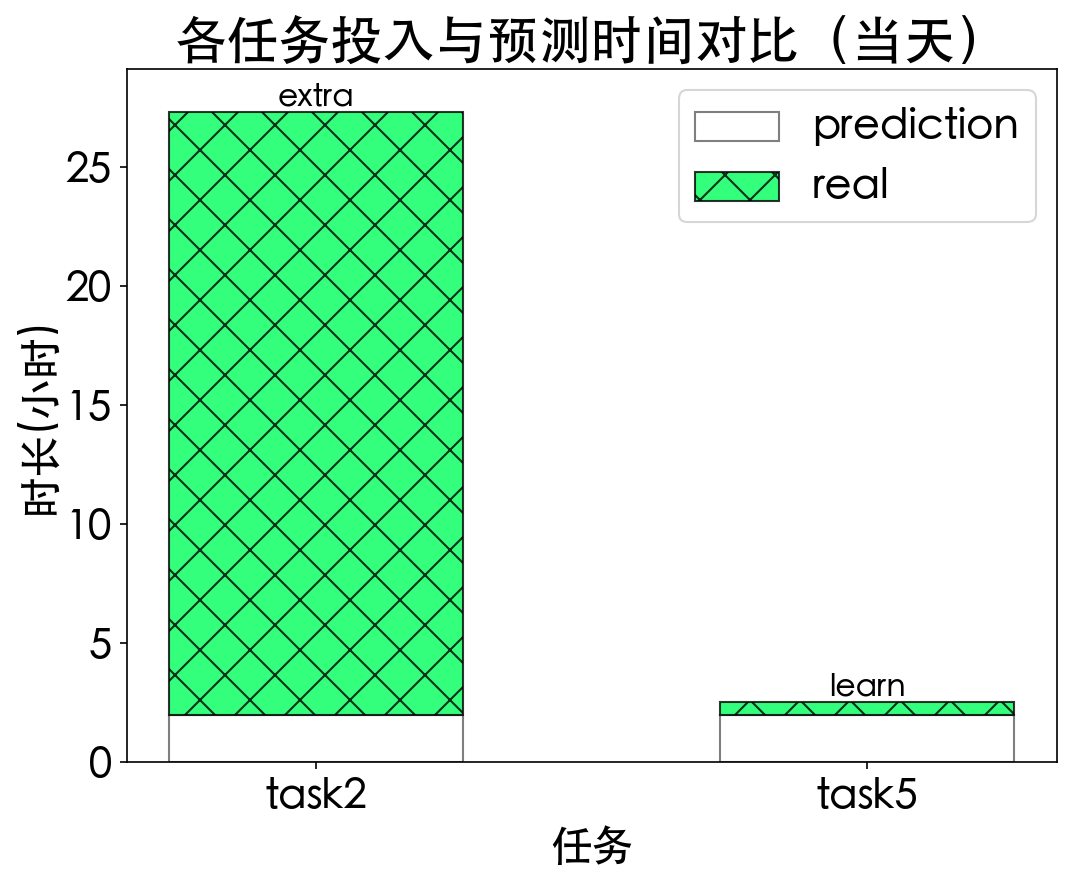 各任务投入与预测时间对比（当天）
extra
prediction
real
25
20
15
10
5
0
时长(小时)
learn
task2
task5
任务